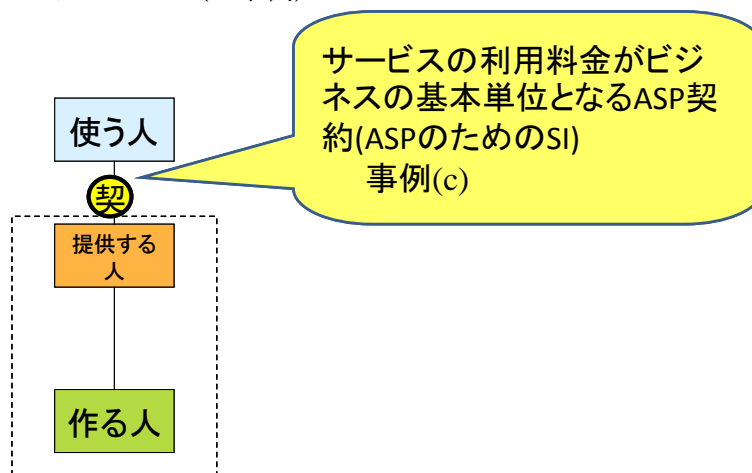 サービスの利用料金がビジ
ネスの基本単位となるASP契
約(ASPのためのSI)
事例(c)
使う人
契
提供する
人
作る人